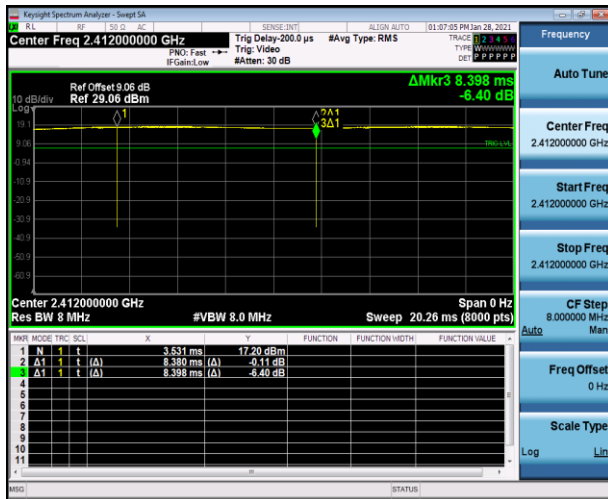 Keysight Spectrum Analyzer - Swept SA
RL RF 50 Ω AC SENSE:INT ALIGN AUTO 01:07:05 PM Jan 28, 2021
Center Freq 2.412000000 GHz
PNO: Fast
IFGain:Low
Trig Delay-200.0 µs
Trig: Video
#Atten: 30 dB
#Avg Type: RMS
TRACE 1 2 3 4 5 6
TYPE WWWWWW
DET P P P P P P
Ref Offset 9.06 dB
Ref 29.06 dBm
10 dB/div
Log
ΔMkr3 8.398 ms
-6.40 dB
1
2Δ1
3Δ1
TRIG LVL
19.1
9.06
-0.94
-10.9
-20.9
-30.9
-40.9
-50.9
-60.9
Center 2.412000000 GHz Span 0 Hz
Res BW 8 MHz #VBW 8.0 MHz Sweep 20.26 ms (8000 pts)
MKR MODE TRC SCL X Y FUNCTION FUNCTION WIDTH FUNCTION VALUE
1 N 1 t 3.531 ms 17.20 dBm
2 Δ1 1 t (Δ) 8.380 ms (Δ) -0.11 dB
3 Δ1 1 t (Δ) 8.398 ms (Δ) -6.40 dB
4
5
6
7
8
9
10
11
MSG STATUS
Frequency
Auto Tune
Center Freq
2.412000000 GHz
Start Freq
2.412000000 GHz
Stop Freq
2.412000000 GHz
CF Step
8.000000 MHz
Auto Man
Freq Offset
0 Hz
Scale Type
Log Lin